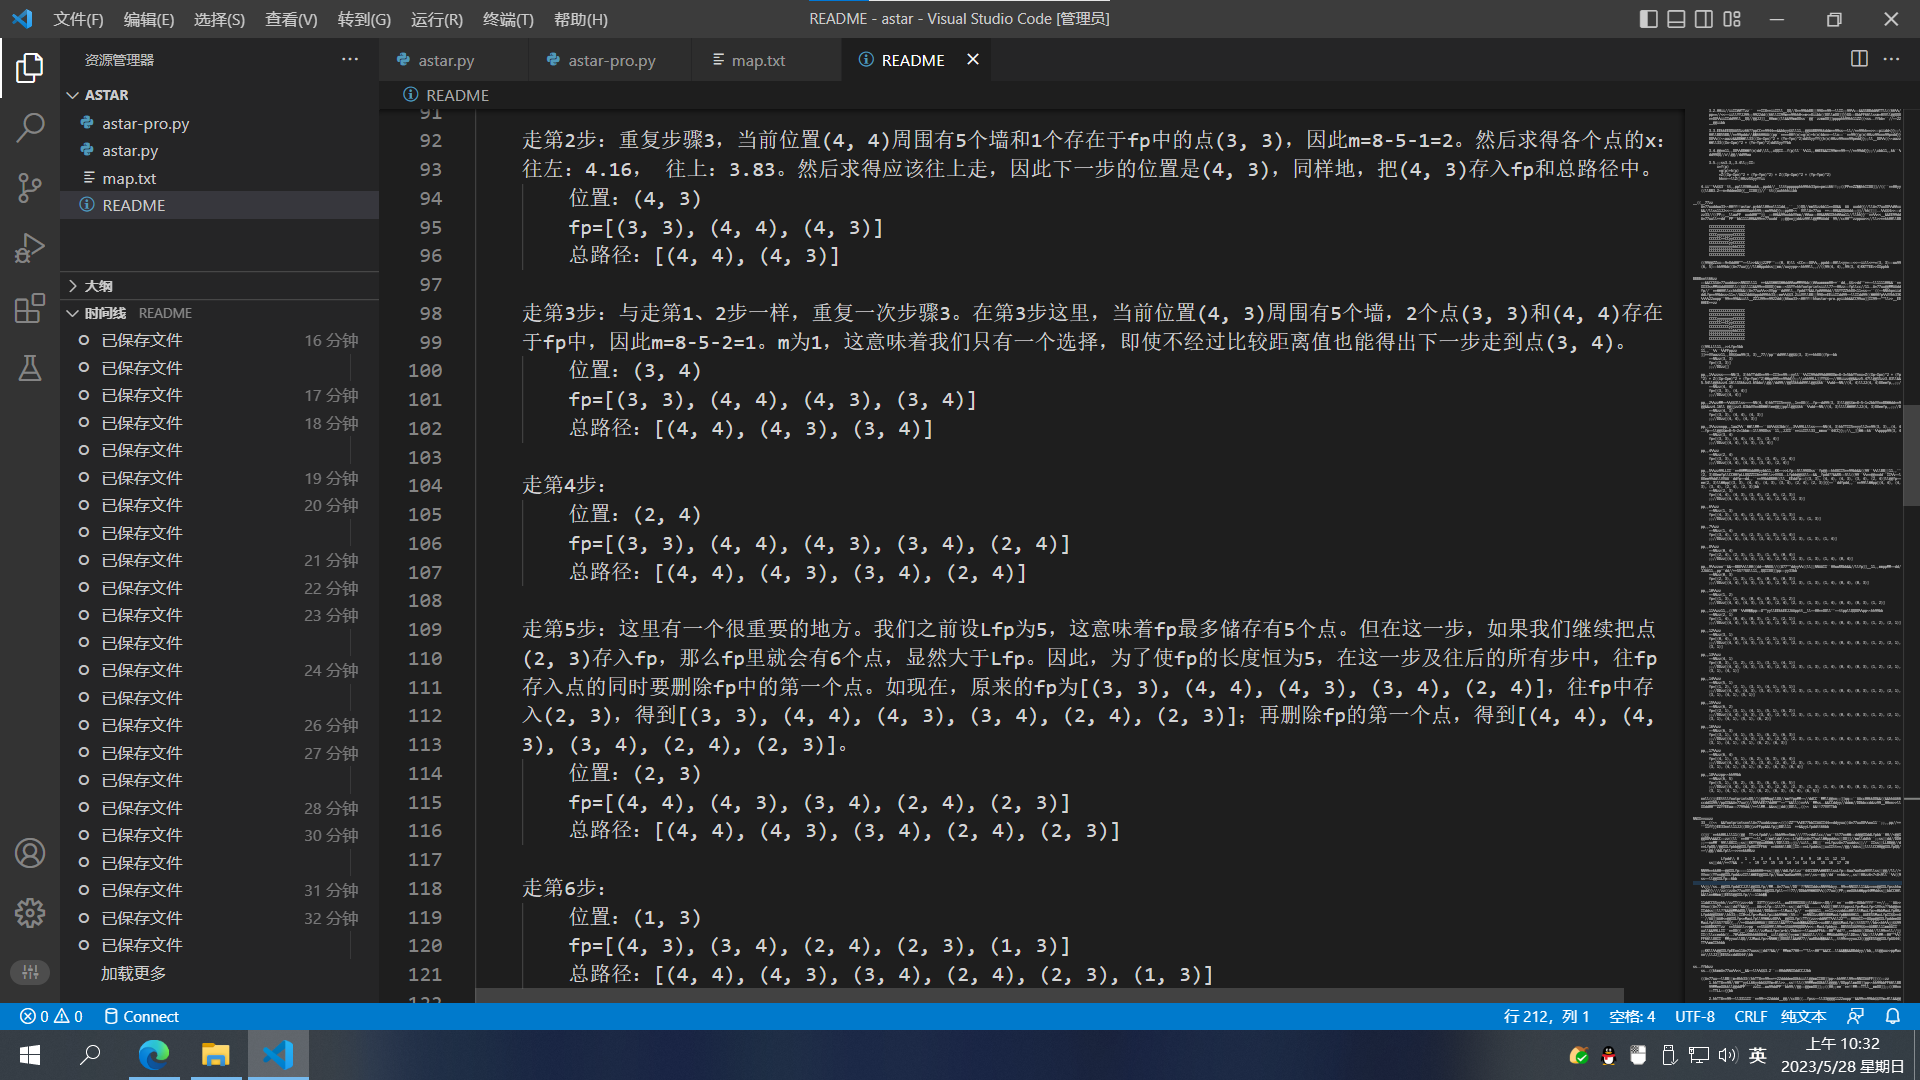 文件(F) 编辑(E) 选择(S) 查看(V) 转到(G) 运行(R) 终端(T) 帮助(H)
README - astar - Visual Studio Code [管理员]
资源管理器
ASTAR
astar-pro.py
astar.py
map.txt
README
大纲
时间线 README
已保存文件 16 分钟
已保存文件
已保存文件 17 分钟
已保存文件 18 分钟
已保存文件
已保存文件 19 分钟
已保存文件 20 分钟
已保存文件
已保存文件 21 分钟
已保存文件 22 分钟
已保存文件 23 分钟
已保存文件
已保存文件 24 分钟
已保存文件
已保存文件 26 分钟
已保存文件 27 分钟
已保存文件
已保存文件 28 分钟
已保存文件 30 分钟
已保存文件
已保存文件 31 分钟
已保存文件 32 分钟
已保存文件
加载更多
astar.py astar-pro.py map.txt README
README
91
92 走第2步：重复步骤3，当前位置(4, 4)周围有5个墙和1个存在于fp中的点(3, 3)，因此m=8-5-1=2。然后求得各个点的x：
93 往左：4.16， 往上：3.83。然后求得应该往上走，因此下一步的位置是(4, 3)，同样地，把(4, 3)存入fp和总路径中。
94 位置：(4, 3)
95 fp=[(3, 3), (4, 4), (4, 3)]
96 总路径：[(4, 4), (4, 3)]
97
98 走第3步：与走第1、2步一样，重复一次步骤3。在第3步这里，当前位置(4, 3)周围有5个墙，2个点(3, 3)和(4, 4)存在
99 于fp中，因此m=8-5-2=1。m为1，这意味着我们只有一个选择，即使不经过比较距离值也能得出下一步走到点(3, 4)。
100 位置：(3, 4)
101 fp=[(3, 3), (4, 4), (4, 3), (3, 4)]
102 总路径：[(4, 4), (4, 3), (3, 4)]
103
104 走第4步：
105 位置：(2, 4)
106 fp=[(3, 3), (4, 4), (4, 3), (3, 4), (2, 4)]
107 总路径：[(4, 4), (4, 3), (3, 4), (2, 4)]
108
109 走第5步：这里有一个很重要的地方。我们之前设Lfp为5，这意味着fp最多储存有5个点。但在这一步，如果我们继续把点
110 (2, 3)存入fp，那么fp里就会有6个点，显然大于Lfp。因此，为了使fp的长度恒为5，在这一步及往后的所有步中，往fp
111 存入点的同时要删除fp中的第一个点。如现在，原来的fp为[(3, 3), (4, 4), (4, 3), (3, 4), (2, 4)]，往fp中存
112 入(2, 3)，得到[(3, 3), (4, 4), (4, 3), (3, 4), (2, 4), (2, 3)]；再删除fp的第一个点，得到[(4, 4), (4,
113 3), (3, 4), (2, 4), (2, 3)]。
114 位置：(2, 3)
115 fp=[(4, 4), (4, 3), (3, 4), (2, 4), (2, 3)]
116 总路径：[(4, 4), (4, 3), (3, 4), (2, 4), (2, 3)]
117
118 走第6步：
119 位置：(1, 3)
120 fp=[(4, 3), (3, 4), (2, 4), (2, 3), (1, 3)]
121 总路径：[(4, 4), (4, 3), (3, 4), (2, 4), (2, 3), (1, 3)]
122
0 0 Connect
行 212，列 1 空格: 4 UTF-8 CRLF 纯文本
英
上午 10:32
2023/5/28 星期日